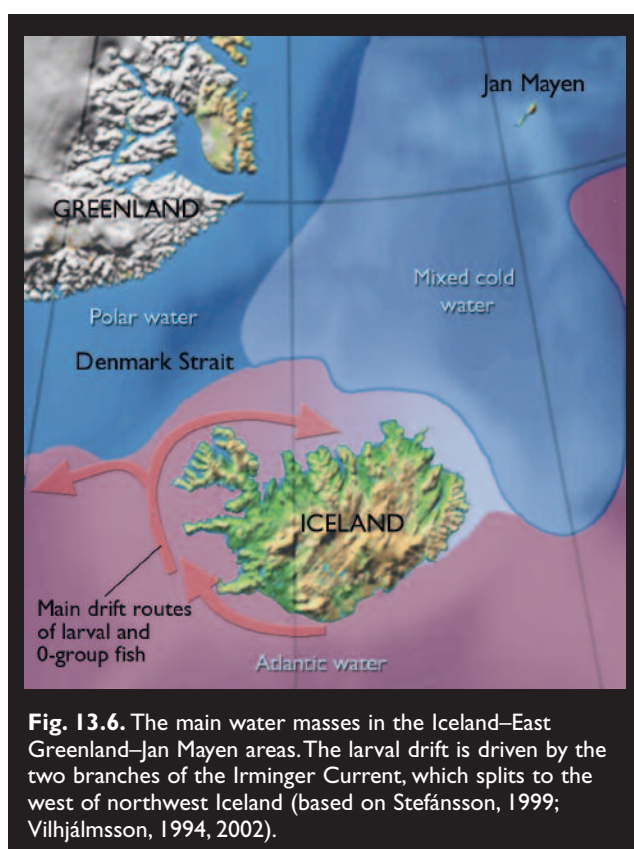 Jan Mayen
GREENLAND
Mixed cold
water
Polar water
Denmark Strait
ICELAND
Main drift routes
of larval and
0-group fish
Atlantic water
Fig. 13.6. The main water masses in the Iceland–East
Greenland–Jan Mayen areas.The larval drift is driven by the
two branches of the Irminger Current, which splits to the
west of northwest Iceland (based on Stefánsson, 1999;
Vilhjálmsson, 1994, 2002).